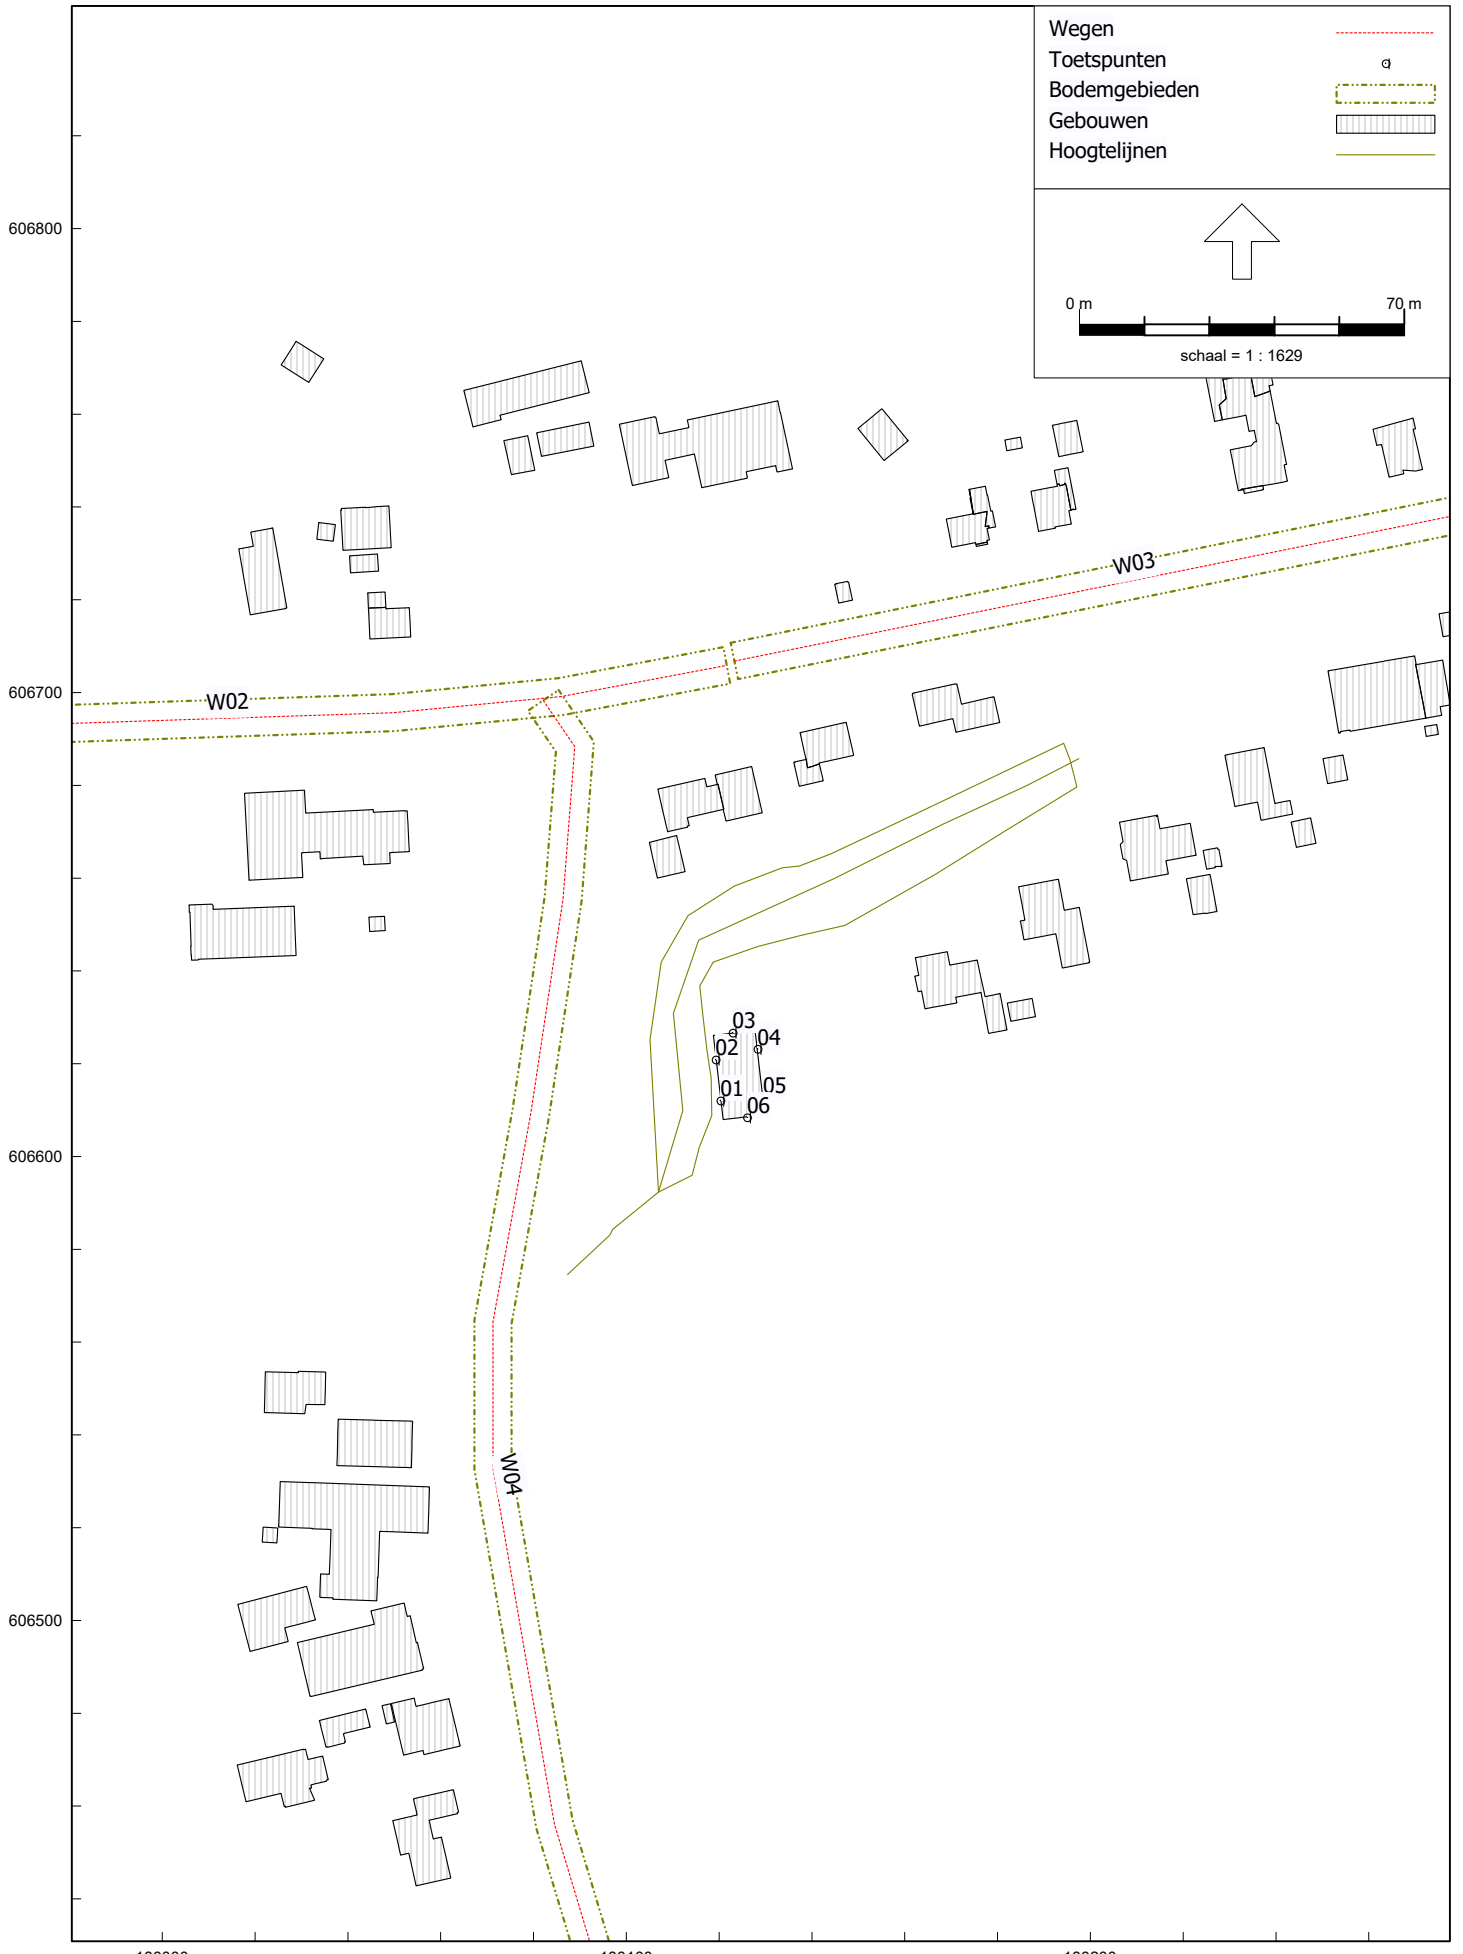 Wegen
Toetspunten
Bodemgebieden
Gebouwen
Hoogtelijnen
606800
0 m 70 m
schaal = 1 : 1629
W03
606700
W02
03
02 04
01 05
06
606600
W04
606500